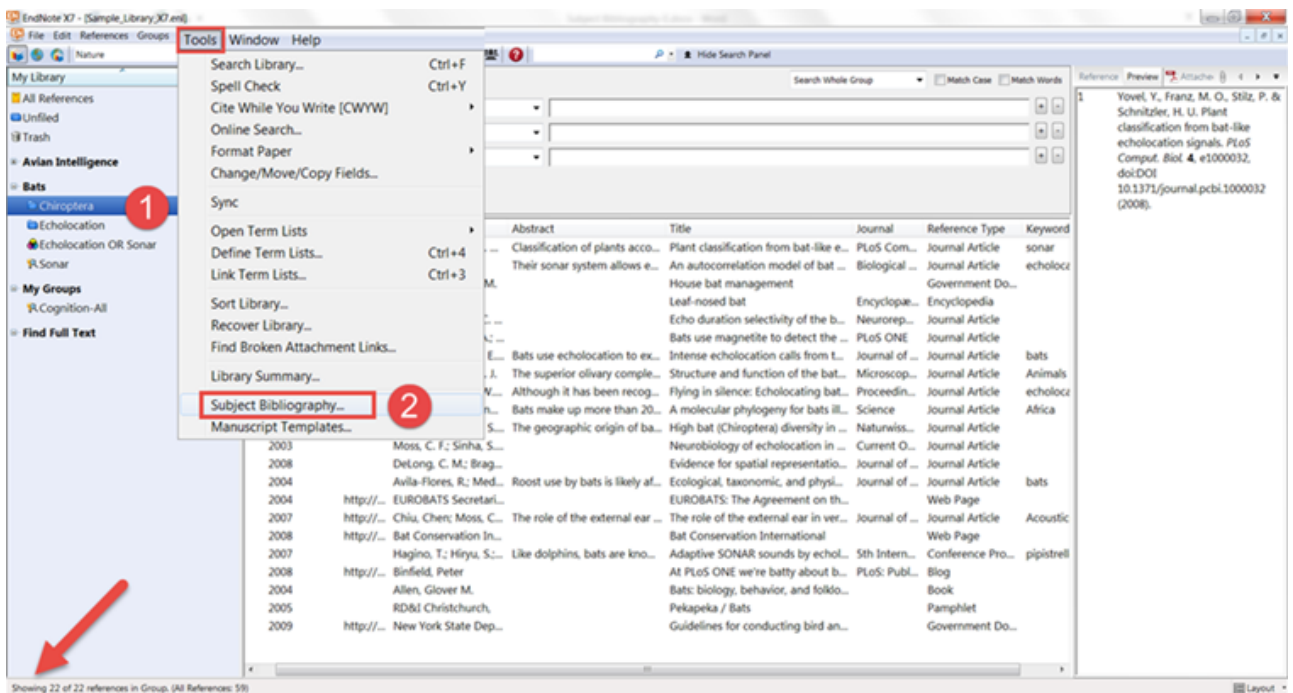 EndNote X7 - [Sample_Library_X7.enl]
File Edit References Groups Tools Window Help
Nature
Hide Search Panel
Search Library... Ctrl+F
Spell Check Ctrl+Y
Cite While You Write [CWYW]
Online Search...
Format Paper
Change/Move/Copy Fields...
Sync
Open Term Lists
Define Term Lists... Ctrl+4
Link Term Lists... Ctrl+3
Sort Library...
Recover Library...
Find Broken Attachment Links...
Library Summary...
Subject Bibliography... 2
Manuscript Templates...
My Library
All References
Unfiled
Trash
Avian Intelligence
Bats
Chiroptera 1
Echolocation
Echolocation OR Sonar
Sonar
My Groups
Cognition-All
Find Full Text
Search Whole Group Match Case Match Words
Abstract Title Journal Reference Type Keyword
Classification of plants acco... Plant classification from bat-like e... PLoS Com... Journal Article sonar
Their sonar system allows e... An autocorrelation model of bat ... Biological ... Journal Article echoloca
M. House bat management Government Do...
Leaf-nosed bat Encyclopæ... Encyclopedia
Echo duration selectivity of the b... Neurorep... Journal Article
Bats use magnetite to detect the ... PLoS ONE Journal Article
E.... Bats use echolocation to ex... Intense echolocation calls from t... Journal of ... Journal Article bats
J. The superior olivary comple... Structure and function of the bat... Microscop... Journal Article Animals
Although it has been recog... Flying in silence: Echolocating bat... Proceedin... Journal Article echoloca
Bats make up more than 20... A molecular phylogeny for bats ill... Science Journal Article Africa
S.... The geographic origin of ba... High bat (Chiroptera) diversity in ... Naturwiss... Journal Article
2003 Moss, C. F.; Sinha, S.... Neurobiology of echolocation in ... Current O... Journal Article
2008 DeLong, C. M.; Brag... Evidence for spatial representatio... Journal of ... Journal Article
2004 Avila-Flores, R.; Med... Roost use by bats is likely af... Ecological, taxonomic, and physi... Journal of ... Journal Article bats
2004 http://... EUROBATS Secretari... EUROBATS: The Agreement on th... Web Page
2007 http://... Chiu, Chen; Moss, C... The role of the external ear ... The role of the external ear in ver... Journal of ... Journal Article Acoustic
2008 http://... Bat Conservation In... Bat Conservation International Web Page
2007 Hagino, T.; Hiryu, S.;... Like dolphins, bats are kno... Adaptive SONAR sounds by echol... 5th Intern... Conference Pro... pipistrell
2008 http://... Binfield, Peter At PLoS ONE we're batty about b... PLoS: Publ... Blog
2004 Allen, Glover M. Bats: biology, behavior, and folklo... Book
2005 RD&I Christchurch, Pekapeka / Bats Pamphlet
2009 http://... New York State Dep... Guidelines for conducting bird an... Government Do...
Reference Preview Attache
1 Yovel, Y., Franz, M. O., Stilz, P. &
Schnitzler, H. U. Plant
classification from bat-like
echolocation signals. PLoS
Comput. Biol. 4, e1000032,
doi:DOI
10.1371/journal.pcbi.1000032
(2008).
Showing 22 of 22 references in Group. (All References: 59)
Layout